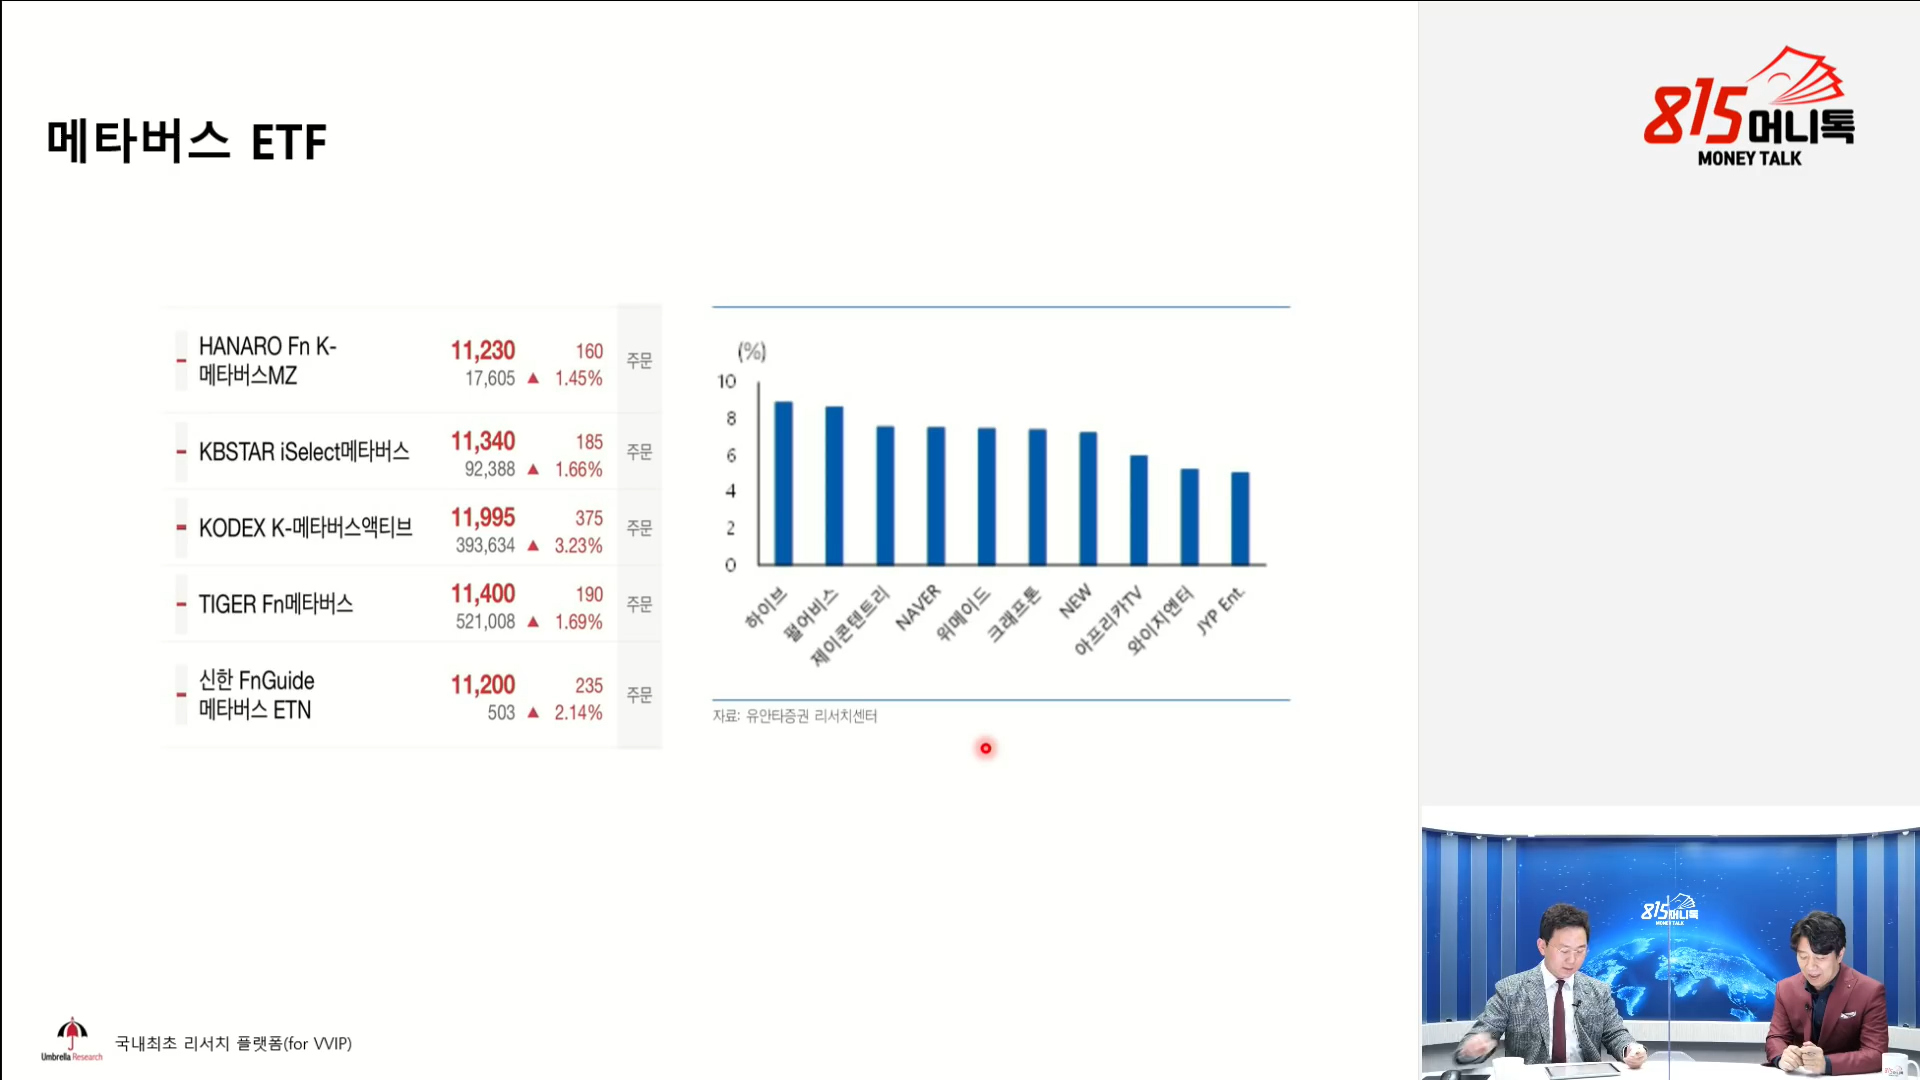 메타버스 ETF
815머니톡
MONEY TALK
HANARO Fn K-
메타버스MZ
11,230 160
17,605 ▲ 1.45%
주문
KBSTAR iSelect메타버스
11,340 185
92,388 ▲ 1.66%
주문
KODEX K-메타버스액티브
11,995 375
393,634 ▲ 3.23%
주문
TIGER Fn메타버스
11,400 190
521,008 ▲ 1.69%
주문
신한 FnGuide
메타버스 ETN
11,200 235
503 ▲ 2.14%
주문
(%)
10
8
6
4
2
0
하이브
펄어비스
제이콘텐트리
NAVER
위메이드
크래프톤
NEW
아프리카TV
와이지엔터
JYP Ent.
자료: 유안타증권 리서치센터
815머니톡
MONEY TALK
Umbrella Research
국내최초 리서치 플랫폼(for VVIP)